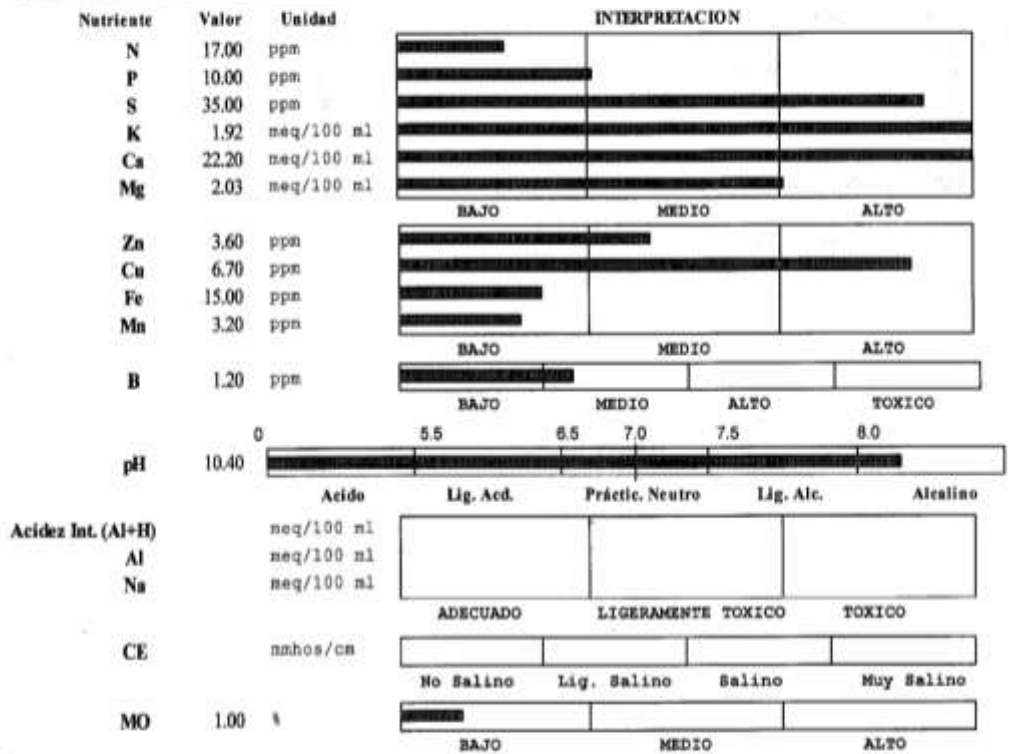 Nutriente Valor Unidad INTERPRETACION
N 17.00 ppm
P 10.00 ppm
S 35.00 ppm
K 1.92 meq/100 ml
Ca 22.20 meq/100 ml
Mg 2.03 meq/100 ml
BAJO MEDIO ALTO
Zn 3.60 ppm
Cu 6.70 ppm
Fe 15.00 ppm
Mn 3.20 ppm
BAJO MEDIO ALTO
B 1.20 ppm
BAJO MEDIO ALTO TOXICO
0 5.5 6.5 7.0 7.5 8.0
pH 10.40
Acido Lig. Acd. Práctic. Neutro Lig. Alc. Alcalino
Acidez Int. (Al+H) meq/100 ml
Al meq/100 ml
Na meq/100 ml
ADECUADO LIGERAMENTE TOXICO TOXICO
CE mmhos/cm
No Salino Lig. Salino Salino Muy Salino
MO 1.00 %
BAJO MEDIO ALTO